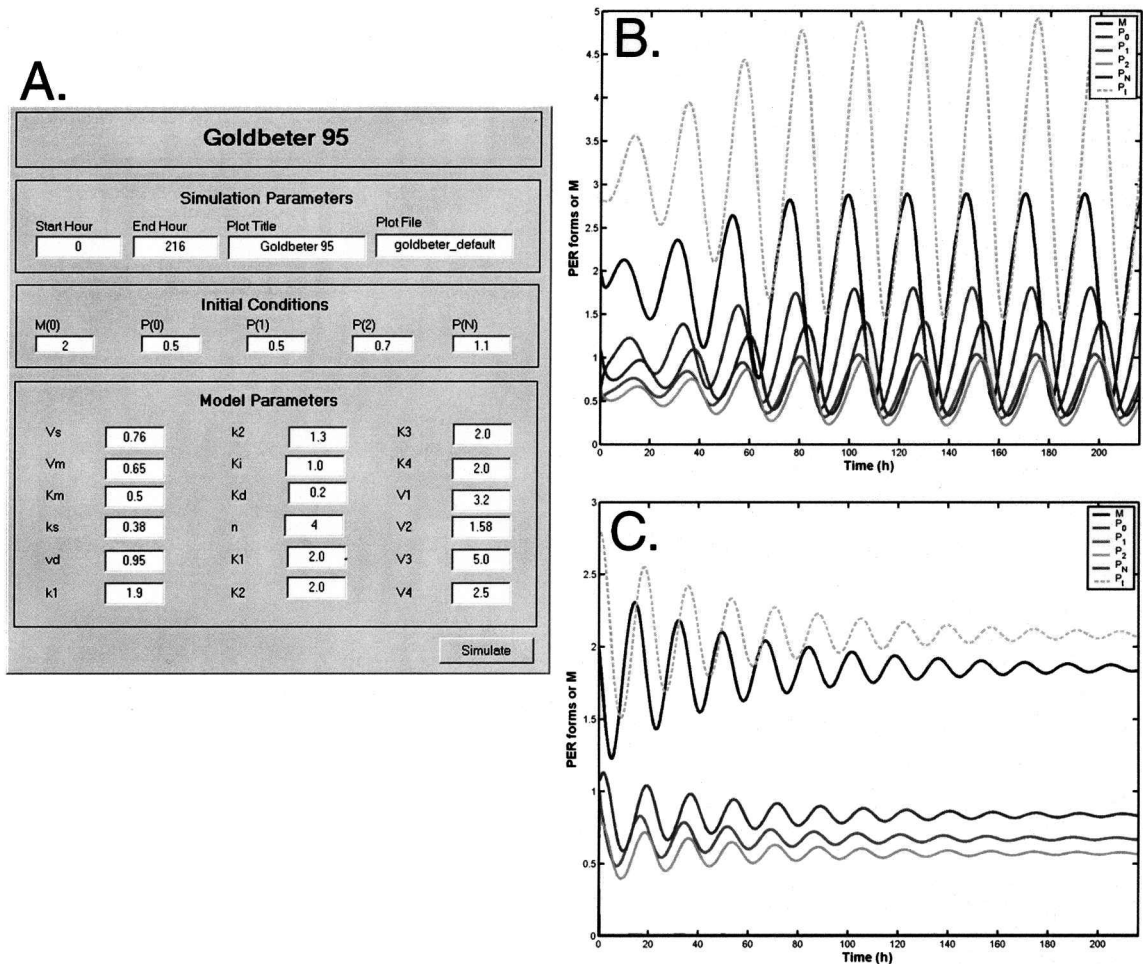 A.
Goldbeter 95
Simulation Parameters
Start Hour End Hour Plot Title Plot File
0 216 Goldbeter 95 goldbeter_default
Initial Conditions
M(0) P(0) P(1) P(2) P(N)
2 0.5 0.5 0.7 1.1
Model Parameters
Vs 0.76 k2 1.3 K3 2.0
Vm 0.65 Ki 1.0 K4 2.0
Km 0.5 Kd 0.2 V1 3.2
ks 0.38 n 4 V2 1.58
vd 0.95 K1 2.0 V3 5.0
k1 1.9 K2 2.0 V4 2.5
Simulate
B.
5
4.5
4
3.5
3
2.5
2
1.5
1
0.5
0
PER forms or M
0 20 40 60 80 100 120 140 160 180 200
Time (h)
M
P0
P1
P2
PN
Pt
C.
3
2.5
2
1.5
1
0.5
0
PER forms or M
0 20 40 60 80 100 120 140 160 180 200
Time (h)
M
P0
P1
P2
PN
Pt